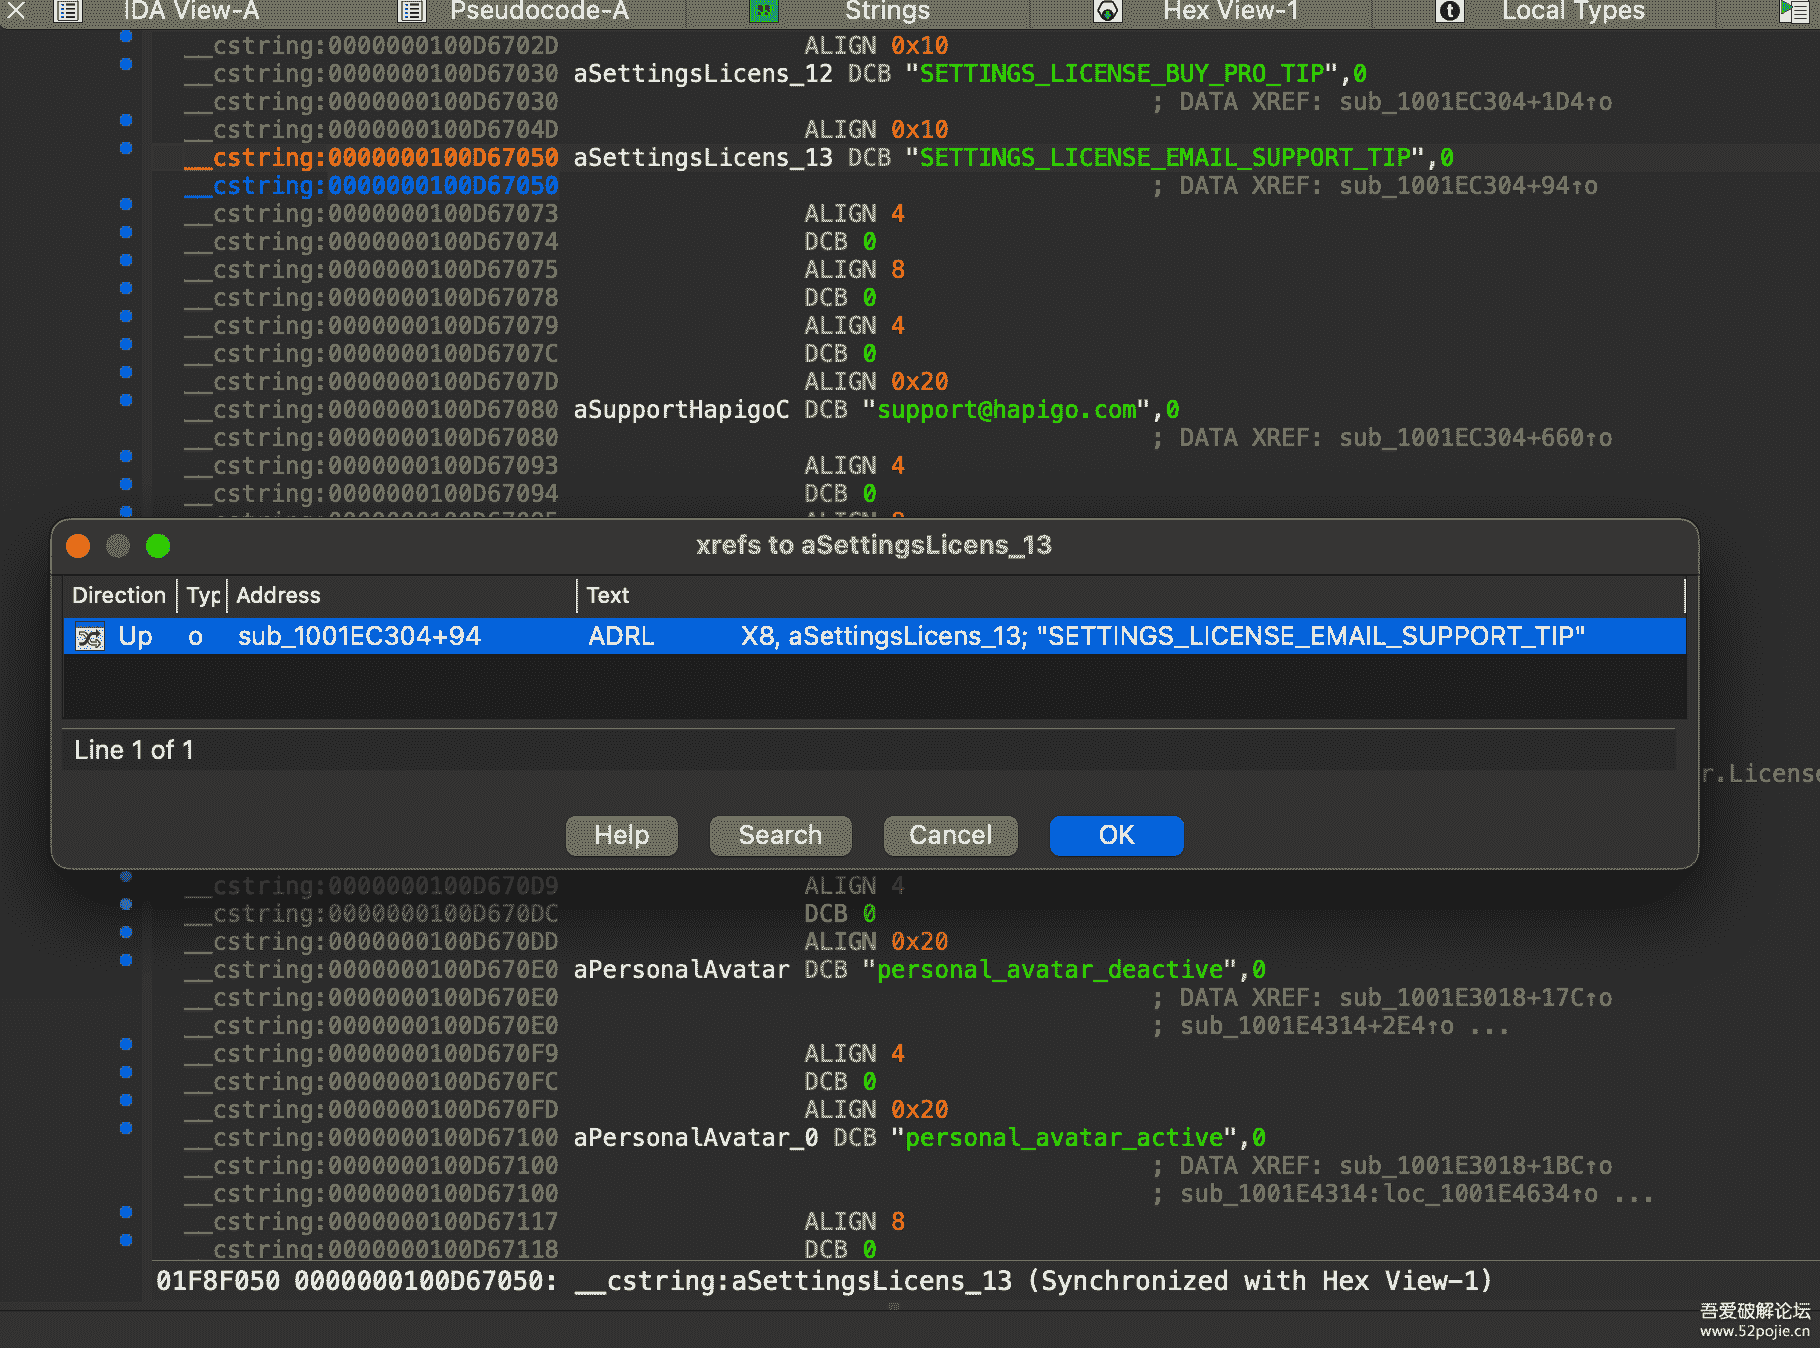 IDA View-A Pseudocode-A Strings Hex View-1 Local Types
__cstring:0000000100D6702D ALIGN 0x10
__cstring:0000000100D67030 aSettingsLicens_12 DCB "SETTINGS_LICENSE_BUY_PRO_TIP",0
__cstring:0000000100D67030 ; DATA XREF: sub_1001EC304+1D4↑o
__cstring:0000000100D6704D ALIGN 0x10
__cstring:0000000100D67050 aSettingsLicens_13 DCB "SETTINGS_LICENSE_EMAIL_SUPPORT_TIP",0
__cstring:0000000100D67050 ; DATA XREF: sub_1001EC304+94↑o
__cstring:0000000100D67073 ALIGN 4
__cstring:0000000100D67074 DCB 0
__cstring:0000000100D67075 ALIGN 8
__cstring:0000000100D67078 DCB 0
__cstring:0000000100D67079 ALIGN 4
__cstring:0000000100D6707C DCB 0
__cstring:0000000100D6707D ALIGN 0x20
__cstring:0000000100D67080 aSupportHapigoC DCB "support@hapigo.com",0
__cstring:0000000100D67080 ; DATA XREF: sub_1001EC304+660↑o
__cstring:0000000100D67093 ALIGN 4
__cstring:0000000100D67094 DCB 0
xrefs to aSettingsLicens_13
Direction Typ Address Text
Up o sub_1001EC304+94 ADRL X8, aSettingsLicens_13; "SETTINGS_LICENSE_EMAIL_SUPPORT_TIP"
Line 1 of 1
r.License
Help Search Cancel OK
__cstring:0000000100D670D9 ALIGN 4
__cstring:0000000100D670DC DCB 0
__cstring:0000000100D670DD ALIGN 0x20
__cstring:0000000100D670E0 aPersonalAvatar DCB "personal_avatar_deactive",0
__cstring:0000000100D670E0 ; DATA XREF: sub_1001E3018+17C↑o
__cstring:0000000100D670E0 ; sub_1001E4314+2E4↑o ...
__cstring:0000000100D670F9 ALIGN 4
__cstring:0000000100D670FC DCB 0
__cstring:0000000100D670FD ALIGN 0x20
__cstring:0000000100D67100 aPersonalAvatar_0 DCB "personal_avatar_active",0
__cstring:0000000100D67100 ; DATA XREF: sub_1001E3018+1BC↑o
__cstring:0000000100D67100 ; sub_1001E4314:loc_1001E4634↑o ...
__cstring:0000000100D67117 ALIGN 8
__cstring:0000000100D67118 DCB 0
01F8F050 0000000100D67050: __cstring:aSettingsLicens_13 (Synchronized with Hex View-1)
吾爱破解论坛
www.52pojie.cn